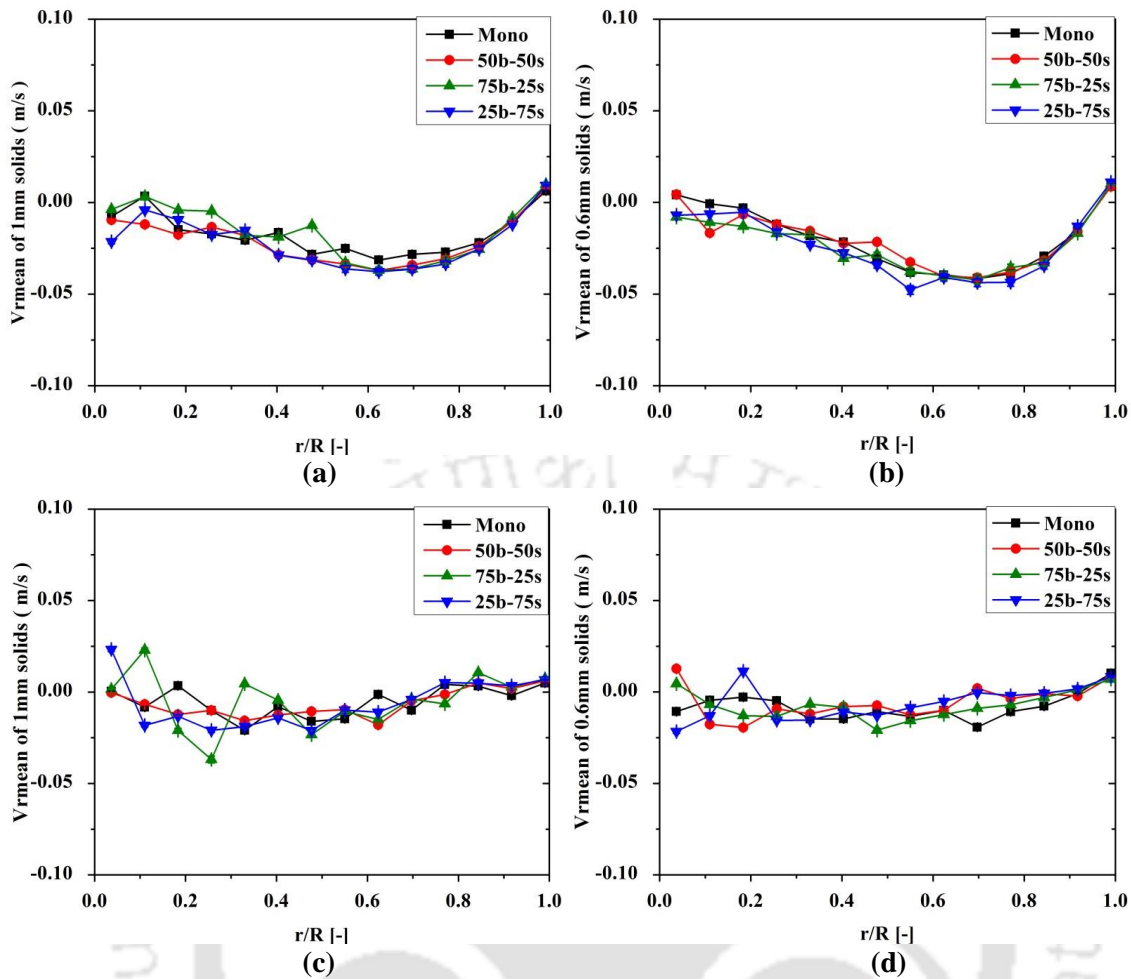 Vrmean of 1mm solids ( m/s)
0.10
0.05
0.00
-0.05
-0.10
Mono
50b-50s
75b-25s
25b-75s
0.0 0.2 0.4 0.6 0.8 1.0
r/R [-]
(a)
Vrmean of 0.6mm solids ( m/s)
0.10
0.05
0.00
-0.05
-0.10
Mono
50b-50s
75b-25s
25b-75s
0.0 0.2 0.4 0.6 0.8 1.0
r/R [-]
(b)
Vrmean of 1mm solids ( m/s)
0.10
0.05
0.00
-0.05
-0.10
Mono
50b-50s
75b-25s
25b-75s
0.0 0.2 0.4 0.6 0.8 1.0
r/R [-]
(c)
Vrmean of 0.6mm solids ( m/s)
0.10
0.05
0.00
-0.05
-0.10
Mono
50b-50s
75b-25s
25b-75s
0.0 0.2 0.4 0.6 0.8 1.0
r/R [-]
(d)